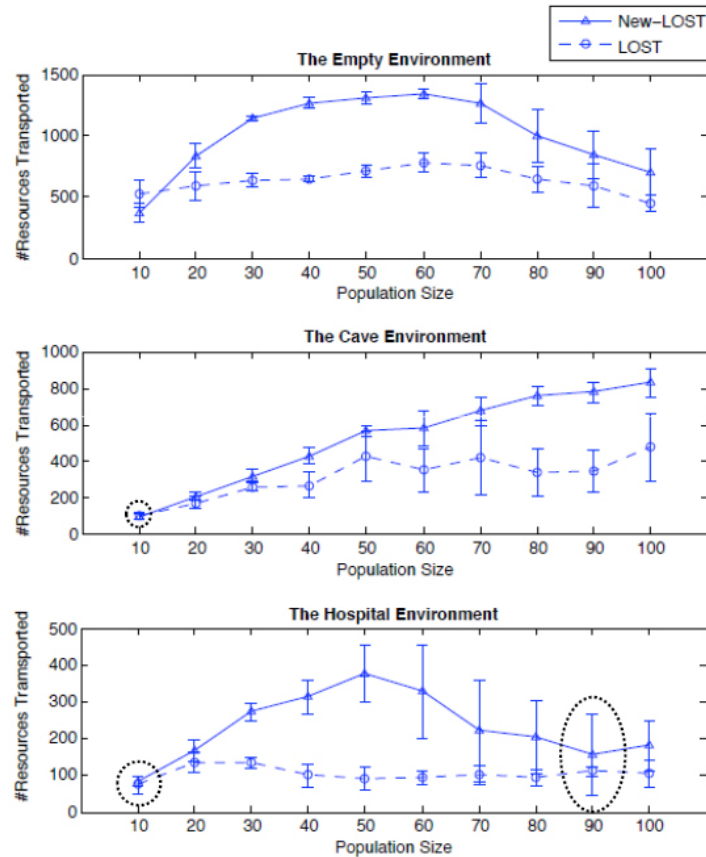 New-LOST
LOST
The Empty Environment
#Resources Transported
1500
1000
500
0
10 20 30 40 50 60 70 80 90 100
Population Size
The Cave Environment
#Resources Transported
1000
800
600
400
200
0
10 20 30 40 50 60 70 80 90 100
Population Size
The Hospital Environment
#Resources Tramsported
500
400
300
200
100
0
10 20 30 40 50 60 70 80 90 100
Population Size